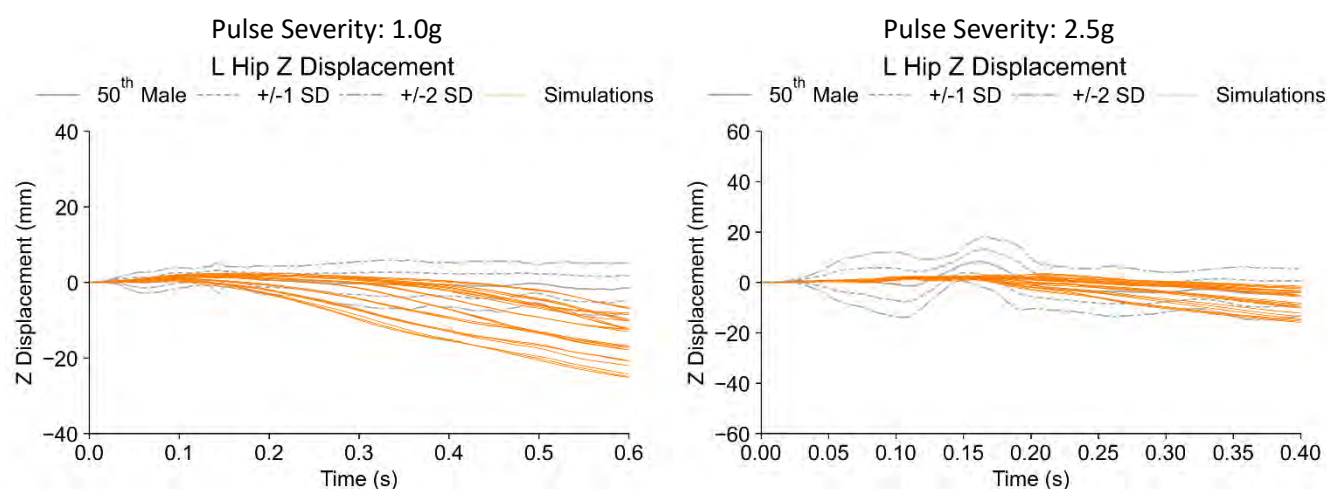 Pulse Severity: 1.0g
L Hip Z Displacement
50th Male +/-1 SD +/-2 SD Simulations
40
20
0
−20
−40
Z Displacement (mm)
0.0 0.1 0.2 0.3 0.4 0.5 0.6
Time (s)
Pulse Severity: 2.5g
L Hip Z Displacement
50th Male +/-1 SD +/-2 SD Simulations
60
40
20
0
−20
−40
−60
Z Displacement (mm)
0.00 0.05 0.10 0.15 0.20 0.25 0.30 0.35 0.40
Time (s)